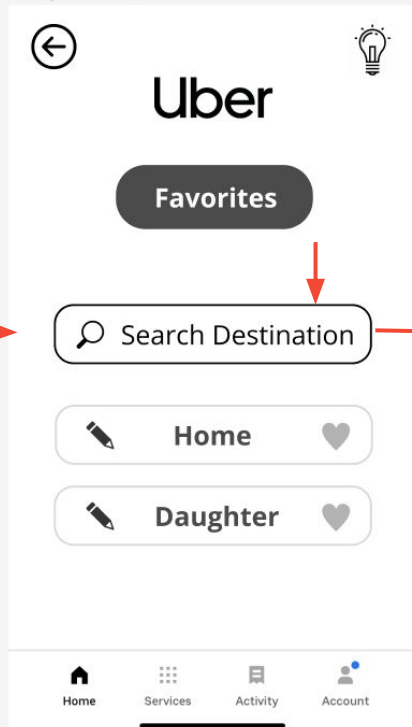 Uber
Favorites
Search Destination
Home
Daughter
Home Services Activity Account